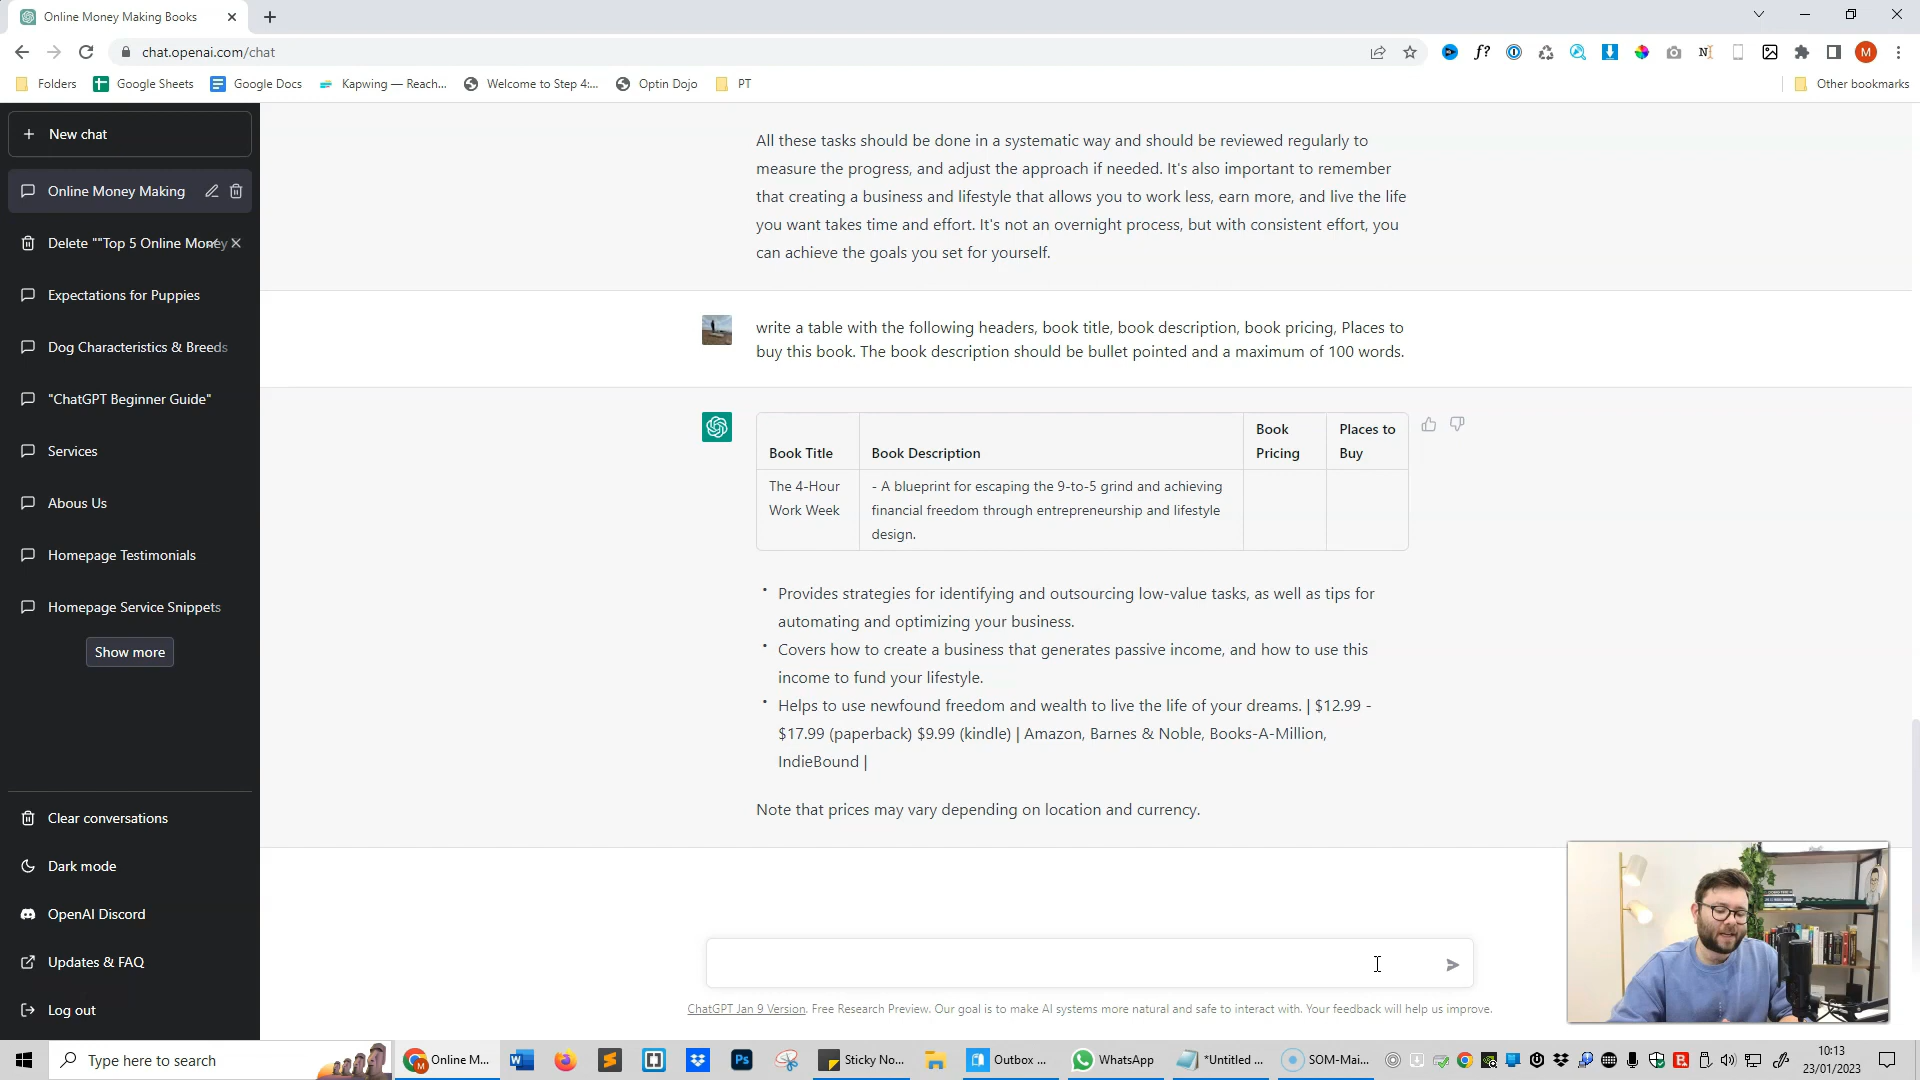 Online Money Making Books
chat.openai.com/chat
Folders
Google Sheets
Google Docs
Kapwing — Reach...
Welcome to Step 4:...
Optin Dojo
PT
Other bookmarks
New chat
Online Money Making
Delete ""Top 5 Online Money
Expectations for Puppies
Dog Characteristics & Breeds
"ChatGPT Beginner Guide"
Services
Abous Us
Homepage Testimonials
Homepage Service Snippets
Show more
Clear conversations
Dark mode
OpenAI Discord
Updates & FAQ
Log out
All these tasks should be done in a systematic way and should be reviewed regularly to
measure the progress, and adjust the approach if needed. It's also important to remember
that creating a business and lifestyle that allows you to work less, earn more, and live the life
you want takes time and effort. It's not an overnight process, but with consistent effort, you
can achieve the goals you set for yourself.
write a table with the following headers, book title, book description, book pricing, Places to
buy this book. The book description should be bullet pointed and a maximum of 100 words.
Book Title
Book Description
Book
Pricing
Places to
Buy
The 4-Hour
Work Week
- A blueprint for escaping the 9-to-5 grind and achieving
financial freedom through entrepreneurship and lifestyle
design.
• Provides strategies for identifying and outsourcing low-value tasks, as well as tips for
automating and optimizing your business.
• Covers how to create a business that generates passive income, and how to use this
income to fund your lifestyle.
• Helps to use newfound freedom and wealth to live the life of your dreams. | $12.99 -
$17.99 (paperback) $9.99 (kindle) | Amazon, Barnes & Noble, Books-A-Million,
IndieBound |
Note that prices may vary depending on location and currency.
ChatGPT Jan 9 Version. Free Research Preview. Our goal is to make AI systems more natural and safe to interact with. Your feedback will help us improve.
Type here to search
Online M...
Sticky No...
Outbox ...
WhatsApp
*Untitled ...
SOM-Mai...
10:13
23/01/2023